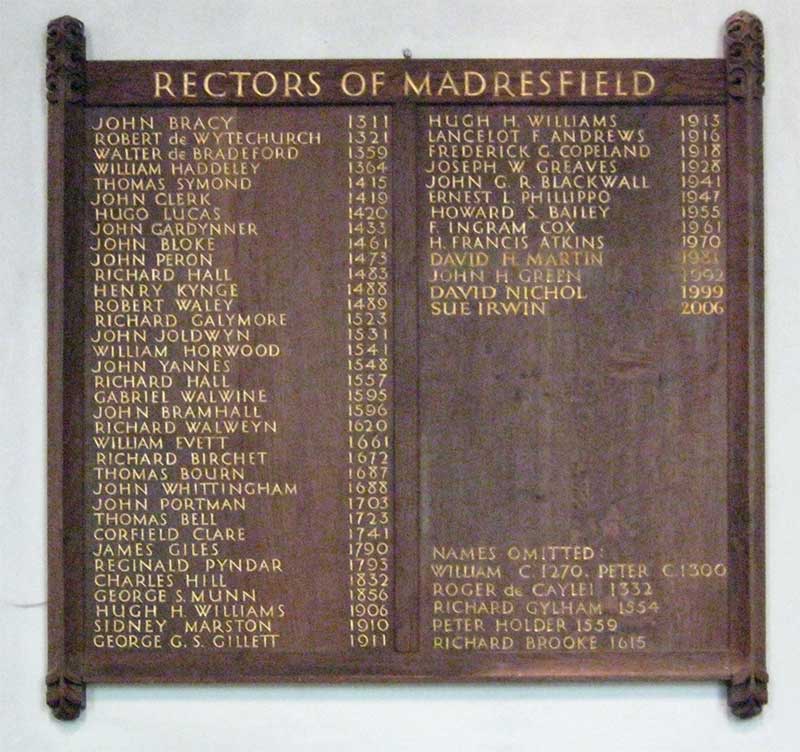 RECTORS OF MADRESFIELD
JOHN BRACY 1311
ROBERT de WYTECHURCH 1321
WALTER de BRADEFORD 1359
WILLIAM HADDELEY 1364
THOMAS SYMOND 1415
JOHN CLERK 1419
HUGO LUCAS 1420
JOHN GARDYNNER 1433
JOHN BLOKE 1461
JOHN PERON 1473
RICHARD HALL 1483
HENRY KYNGE 1488
ROBERT WALEY 1489
RICHARD GALYMORE 1523
JOHN JOLDWYN 1531
WILLIAM HORWOOD 1541
JOHN YANNES 1548
RICHARD HALL 1557
GABRIEL WALWINE 1595
JOHN BRAMHALL 1596
RICHARD WALWEYN 1620
WILLIAM EVETT 1661
RICHARD BIRCHET 1672
THOMAS BOURN 1687
JOHN WHITTINGHAM 1688
JOHN PORTMAN 1703
THOMAS BELL 1723
CORFIELD CLARE 1741
JAMES GILES 1790
REGINALD PYNDAR 1793
CHARLES HILL 1832
GEORGE S. MUNN 1856
HUGH H. WILLIAMS 1906
SIDNEY MARSTON 1910
GEORGE G. S. GILLETT 1911
HUGH H. WILLIAMS 1913
LANCELOT F. ANDREWS 1916
FREDERICK G. COPELAND 1918
JOSEPH W. GREAVES 1928
JOHN G. R. BLACKWALL 1941
ERNEST L. PHILLIPPO 1947
HOWARD S. BAILEY 1955
F. INGRAM COX 1961
H. FRANCIS ATKINS 1970
DAVID H. MARTIN 1981
JOHN H. GREEN 1992
DAVID NICHOL 1999
SUE IRWIN 2006
NAMES OMITTED:
WILLIAM C.1270. PETER C.1300
ROGER de CAYLEI 1332
RICHARD GYLHAM 1554
PETER HOLDER 1559
RICHARD BROOKE 1615